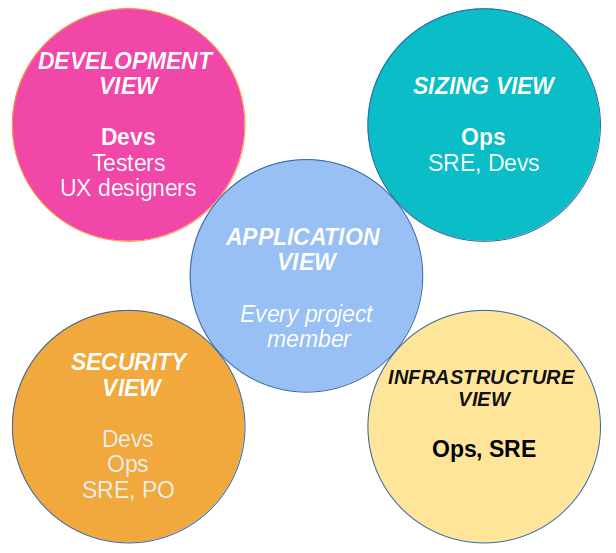 DEVELOPMENT
VIEW
Devs
Testers
UX designers
SIZING VIEW
Ops
SRE, Devs
APPLICATION
VIEW
Every project
member
SECURITY
VIEW
Devs
Ops
SRE, PO
INFRASTRUCTURE
VIEW
Ops, SRE